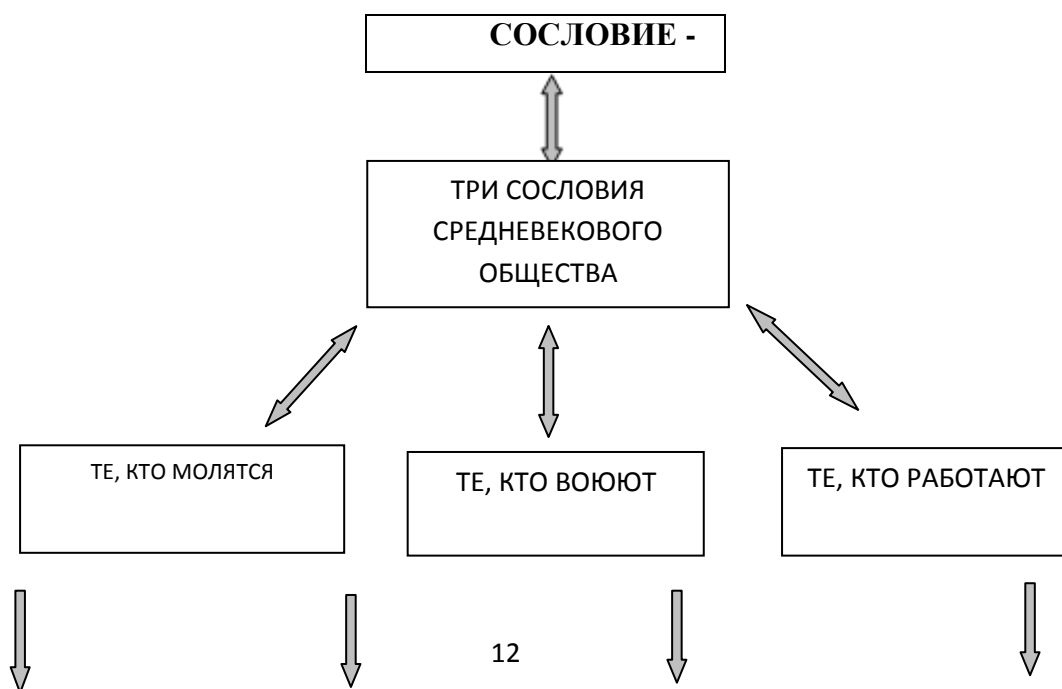 СОСЛОВИЕ -
ТРИ СОСЛОВИЯ
СРЕДНЕВЕКОВОГО
ОБЩЕСТВА
ТЕ, КТО МОЛЯТСЯ
ТЕ, КТО ВОЮЮТ
ТЕ, КТО РАБОТАЮТ
12